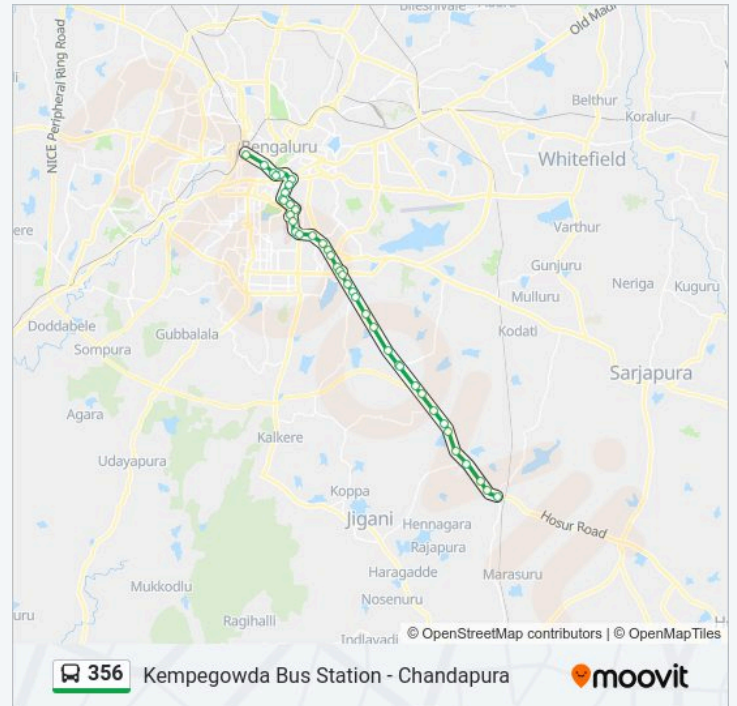 Old Mad
NICE Peripheral Ring Road
Belthur
Koralur
Bengaluru
Whitefield
Varthur
Gunjuru
Neriga
Kuguru
Mulluru
Doddabele
Gubbalala
Kodati
Sompura
Sarjapura
Agara
Kalkere
Udayapura
Koppa
Jigani
Hennagara
Hosur Road
Rajapura
Haragadde
Marasuru
Mukkodlu
Nosenuru
Ragihalli
Indlavadi
© OpenStreetMap contributors | © OpenMapTiles
356 Kempegowda Bus Station - Chandapura
moovit